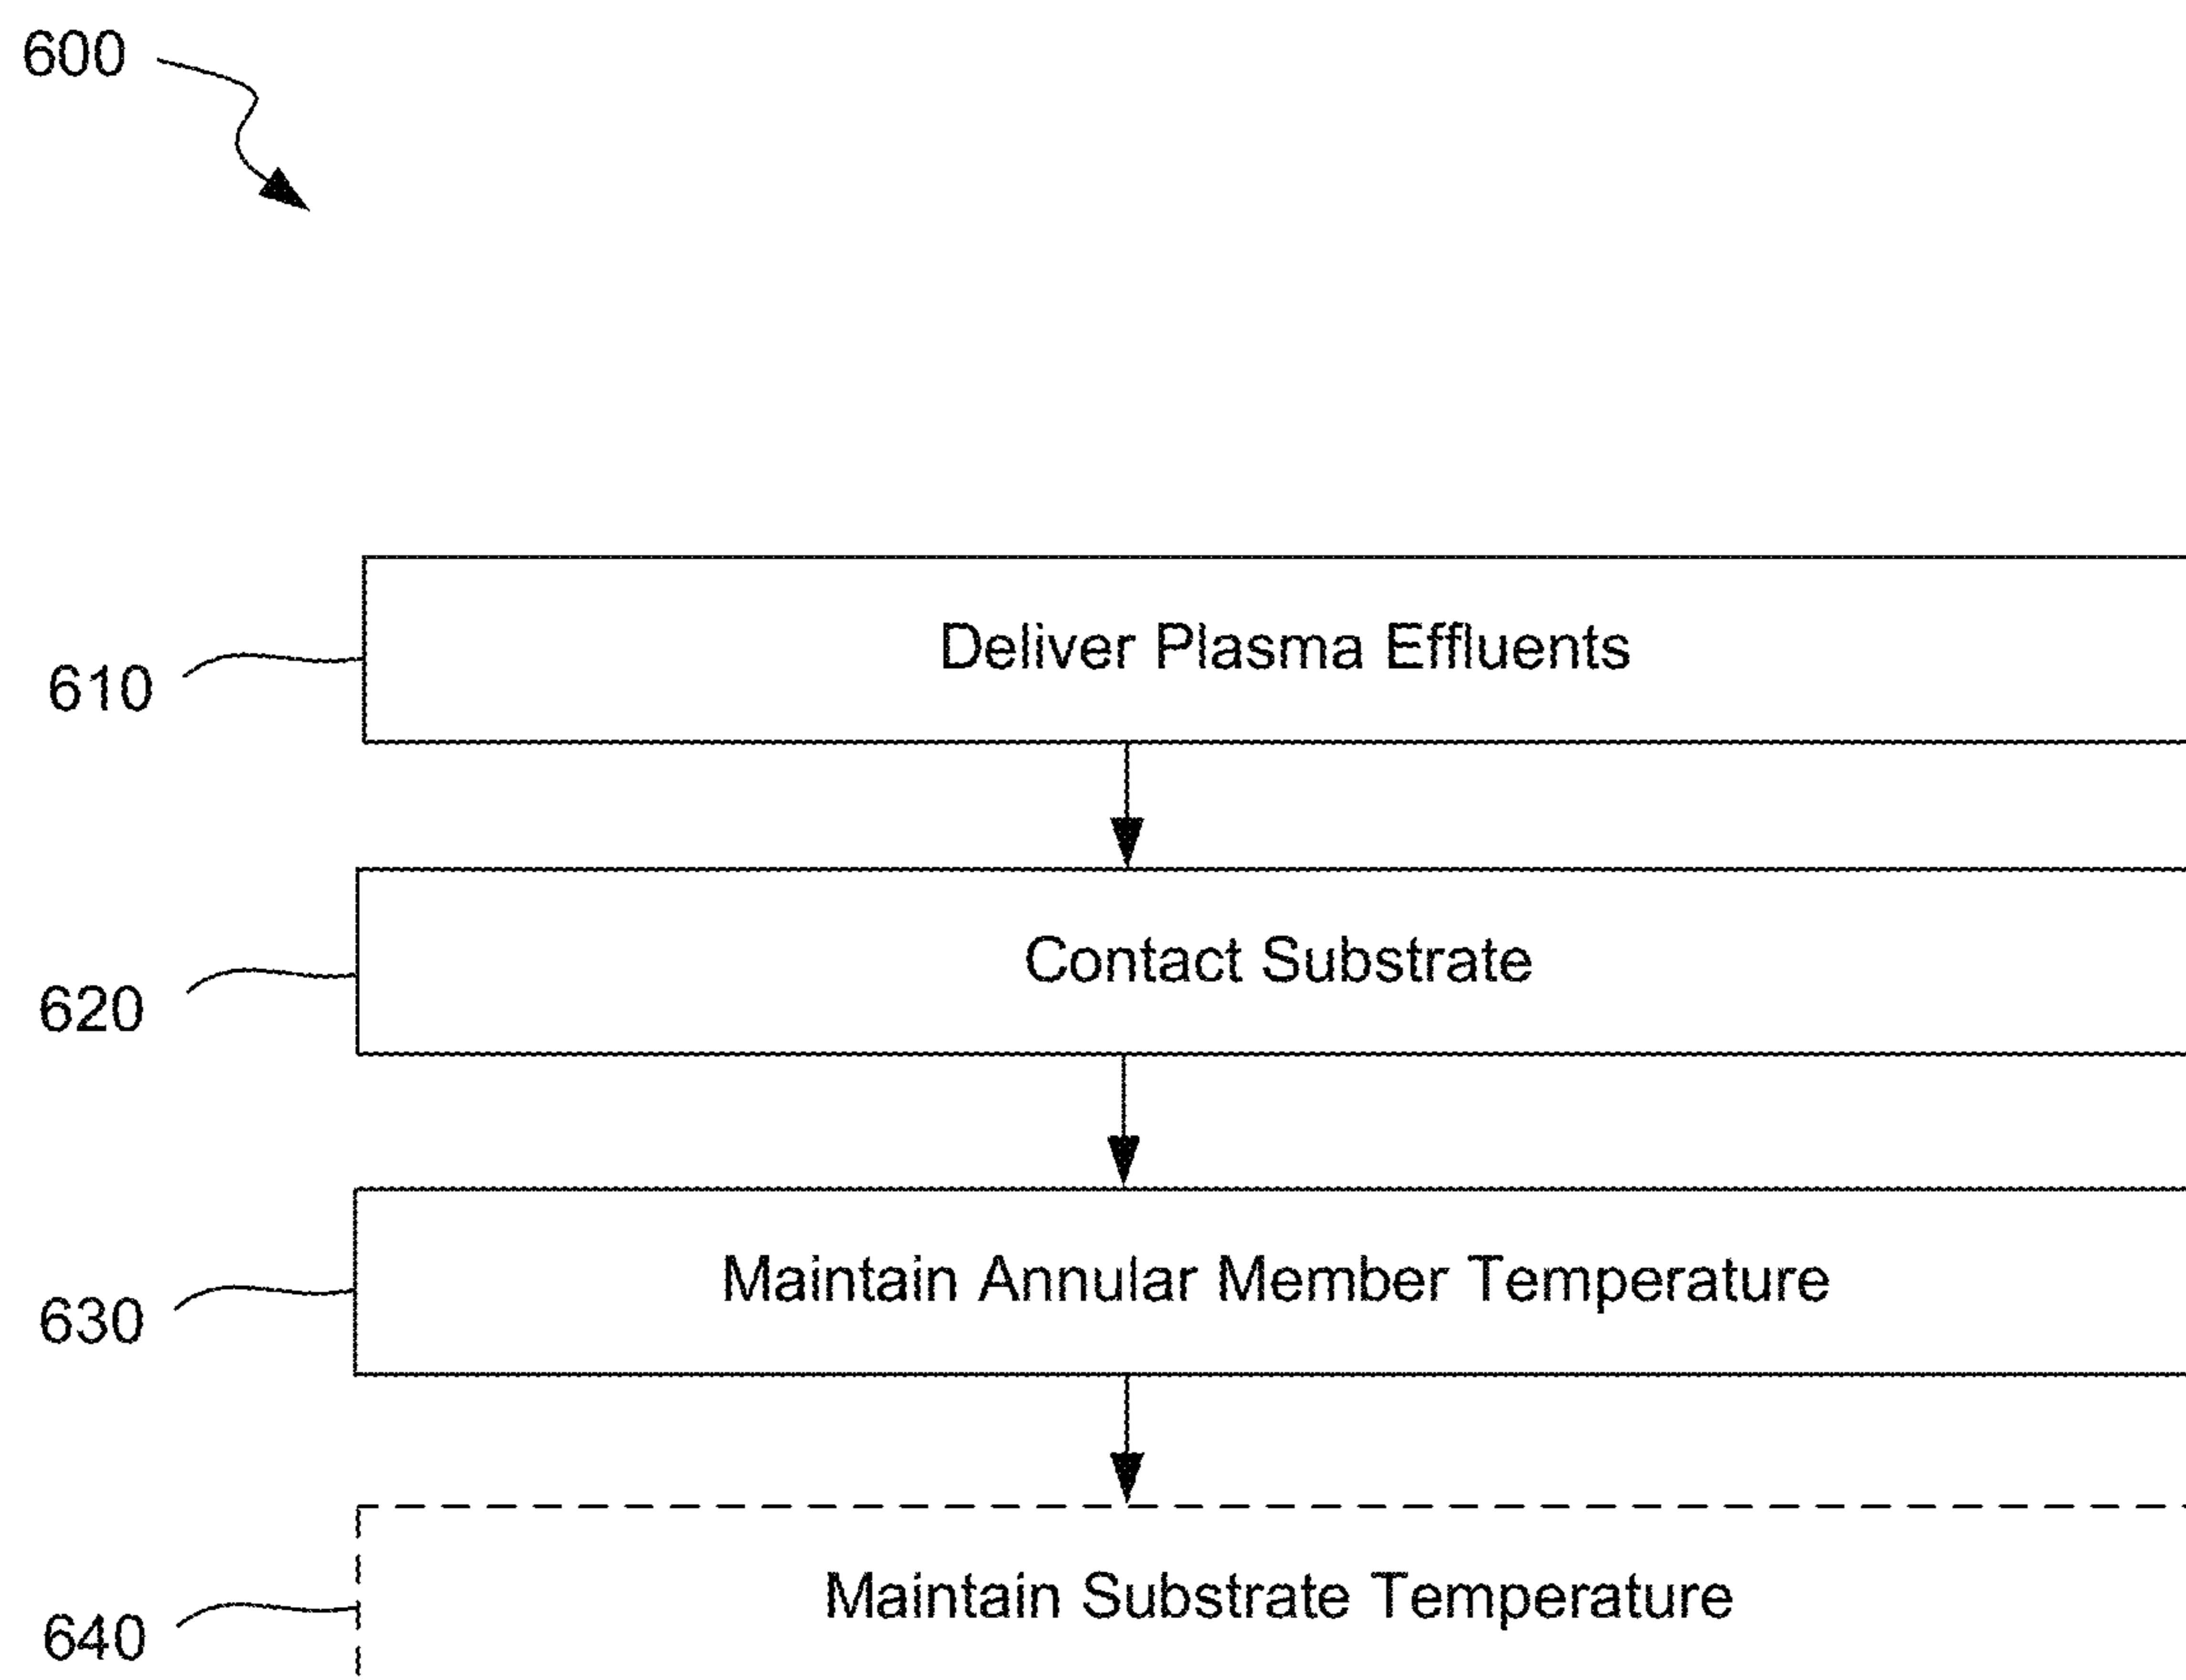 600
610 Deliver Plasma Effluents
620 Contact Substrate
630 Maintain Annular Member Temperature
640 Maintain Substrate Temperature